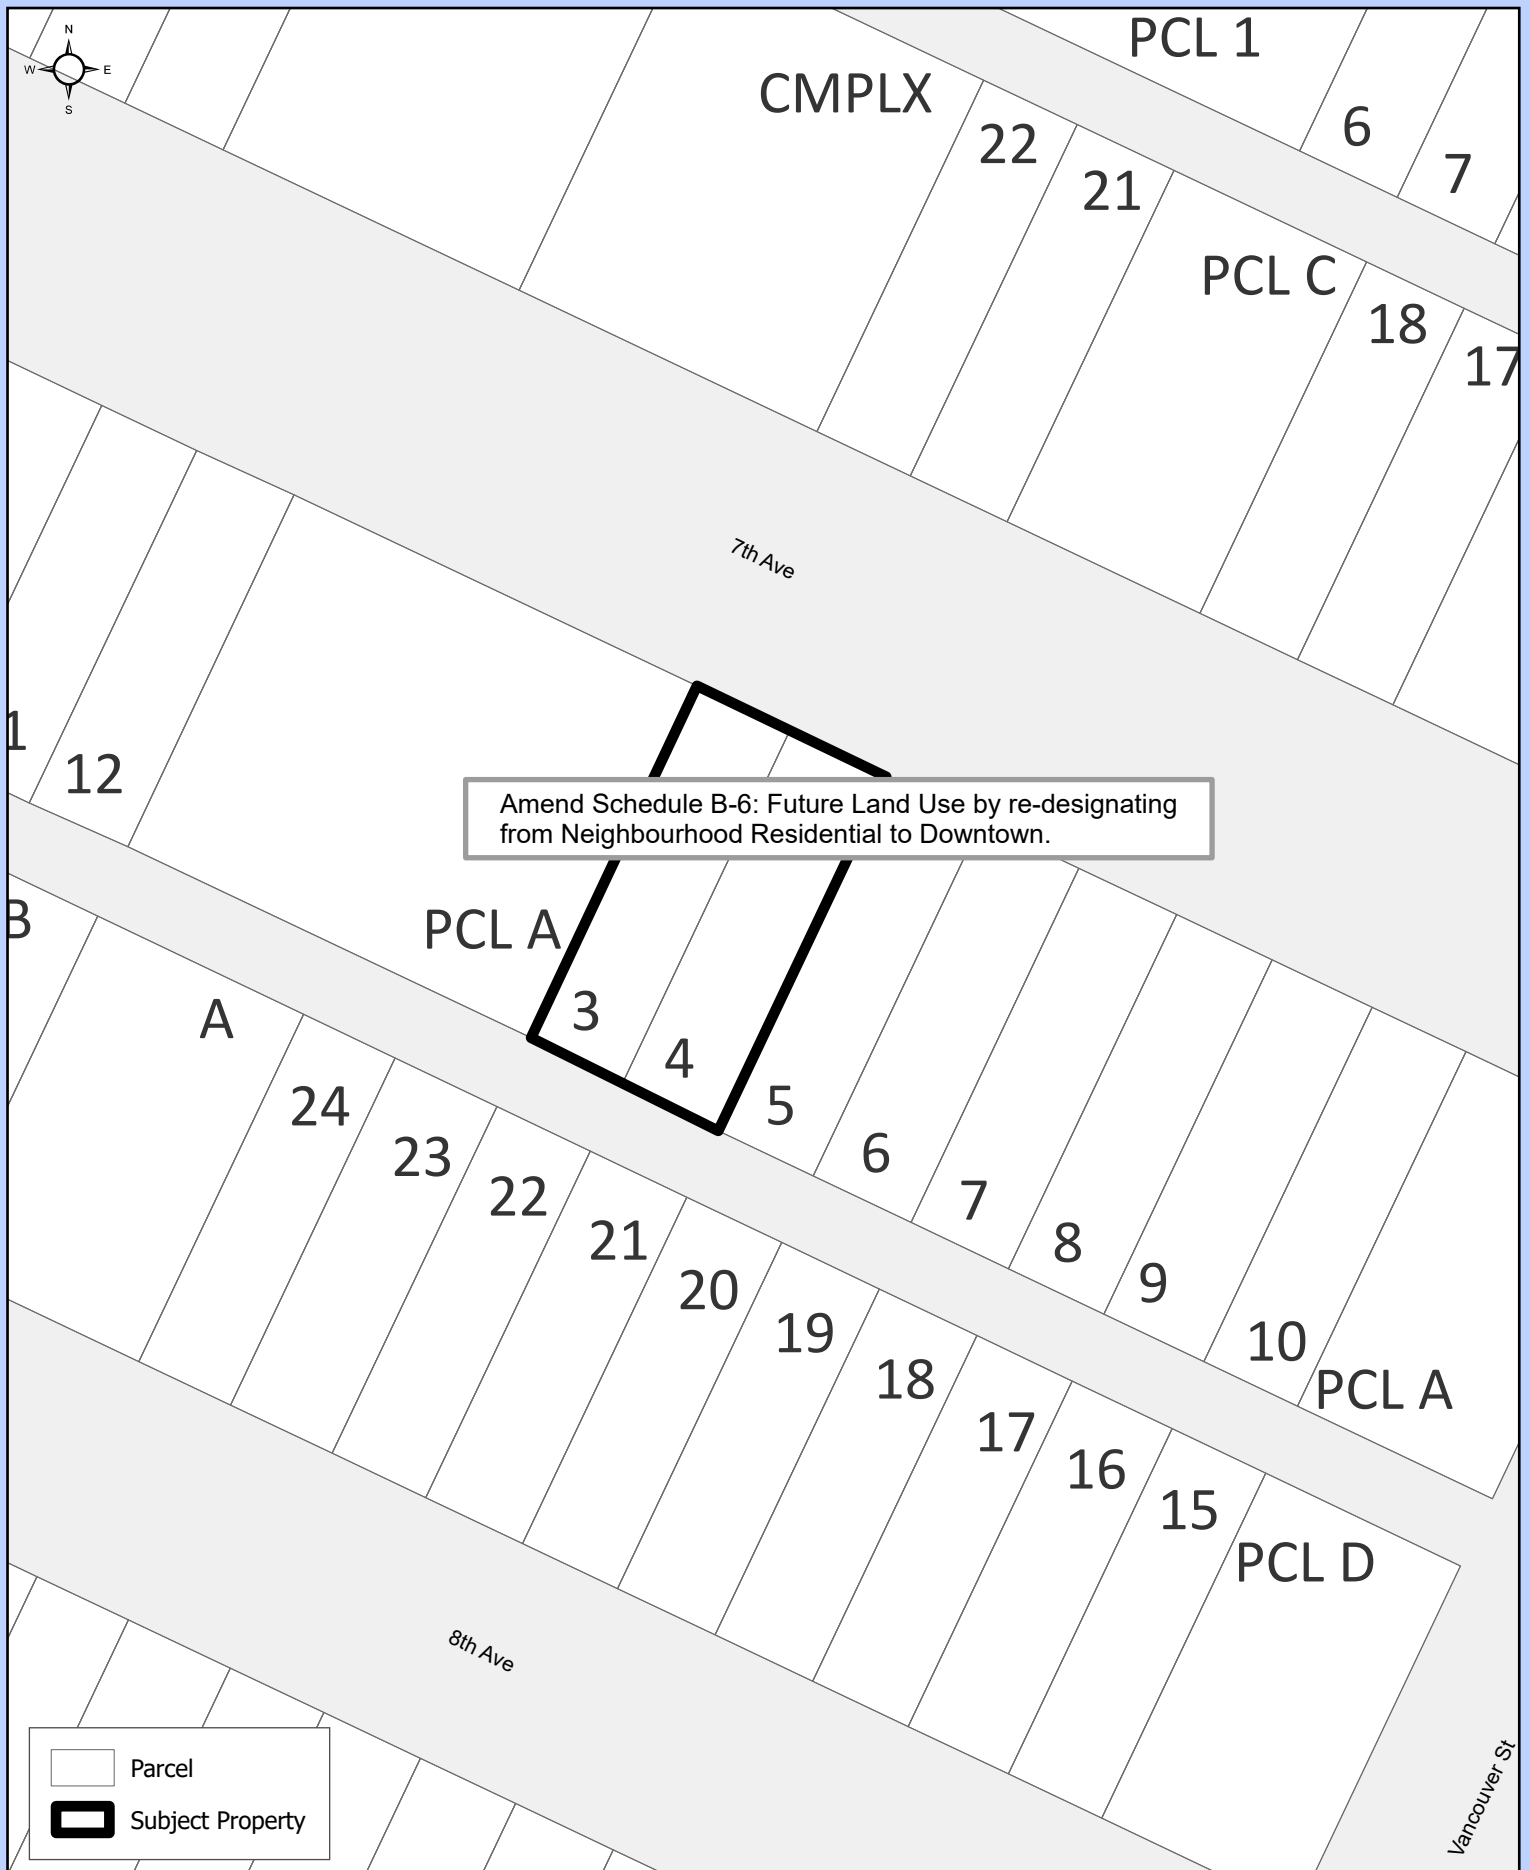 N
W E
S
PCL 1
CMPLX
6
22
7
21
PCL C
18
17
7th Ave
1
12
Amend Schedule B-6: Future Land Use by re-designating
from Neighbourhood Residential to Downtown.
B
PCL A
A
3
4
24
5
23
6
22
7
21
8
20
9
19
10
18
PCL A
17
16
15
PCL D
8th Ave
Vancouver St
Parcel
Subject Property